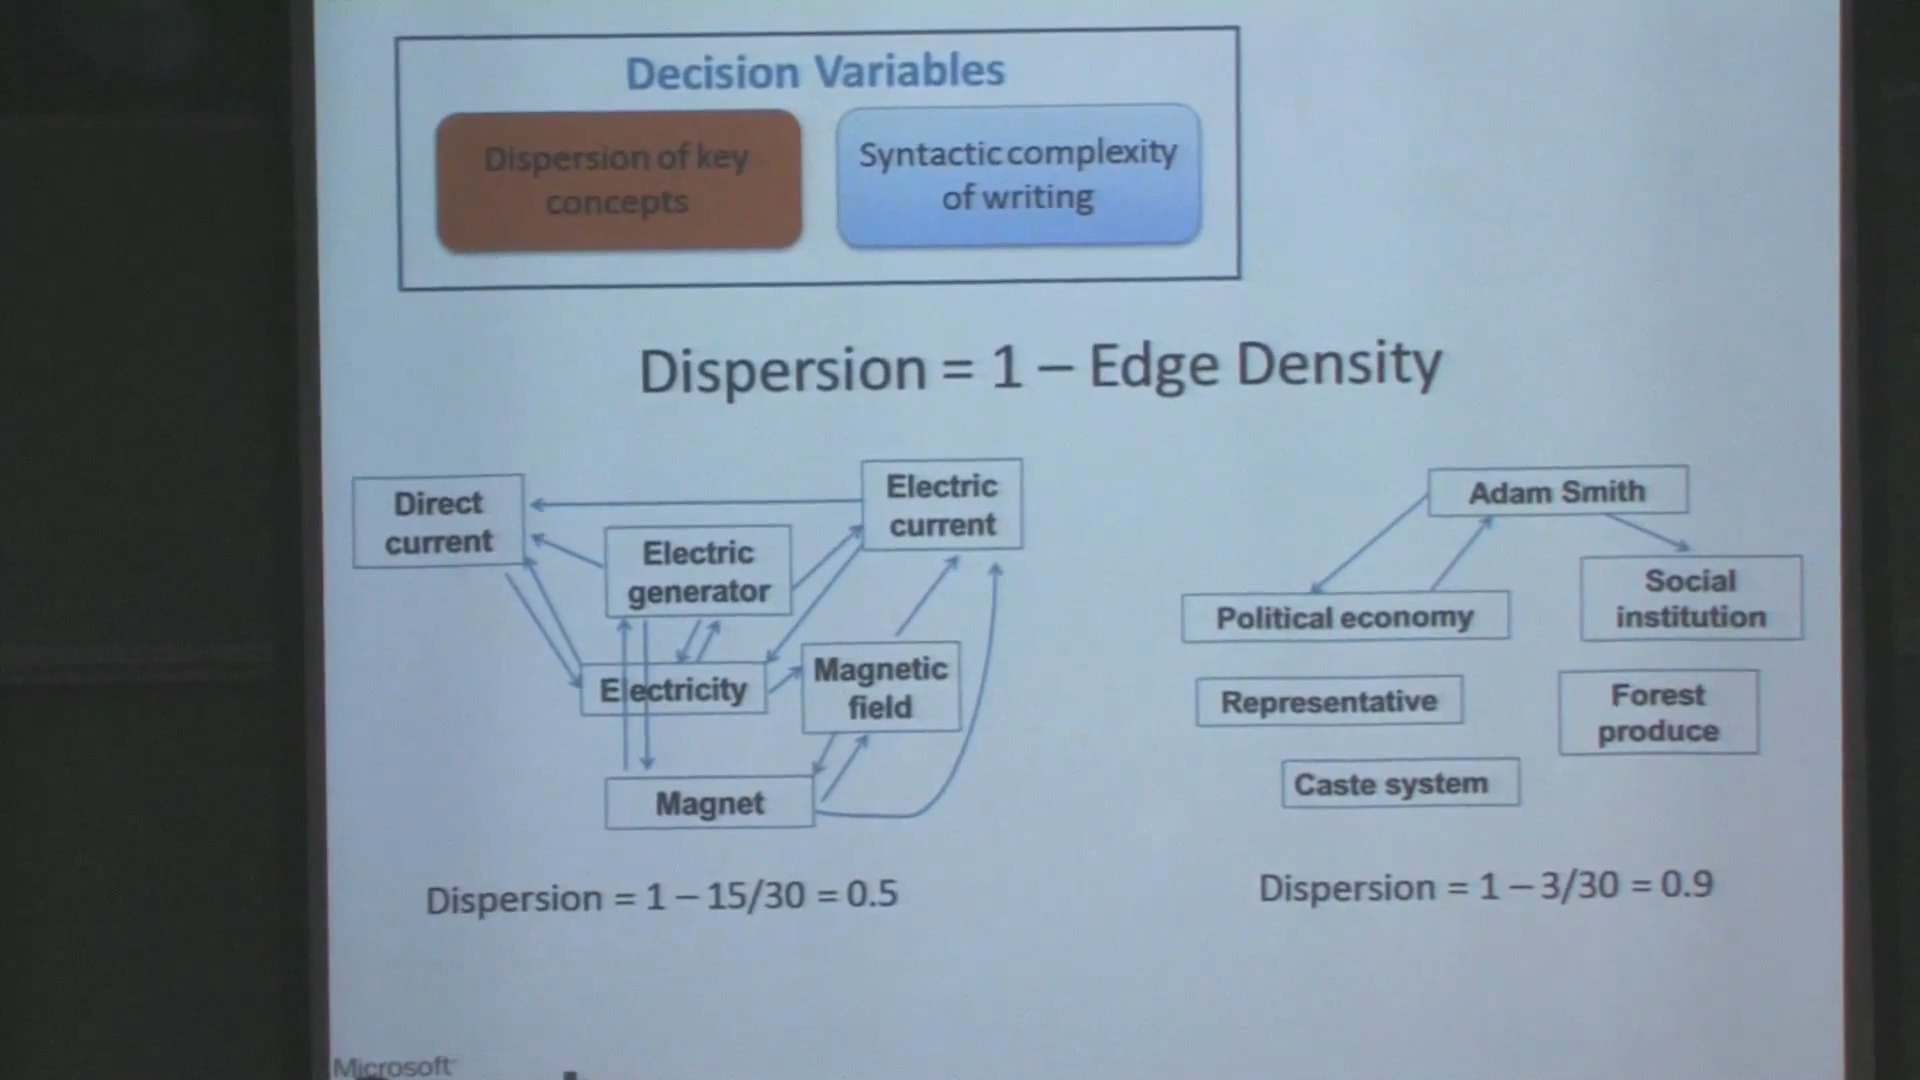 Decision Variables
Dispersion of key
concepts
Syntactic complexity
of writing
Dispersion = 1 – Edge Density
Direct
current
Electric
generator
Electric
current
Electricity
Magnetic
field
Magnet
Dispersion = 1 – 15/30 = 0.5
Adam Smith
Political economy
Social
institution
Representative
Forest
produce
Caste system
Dispersion = 1 – 3/30 = 0.9
Microsoft